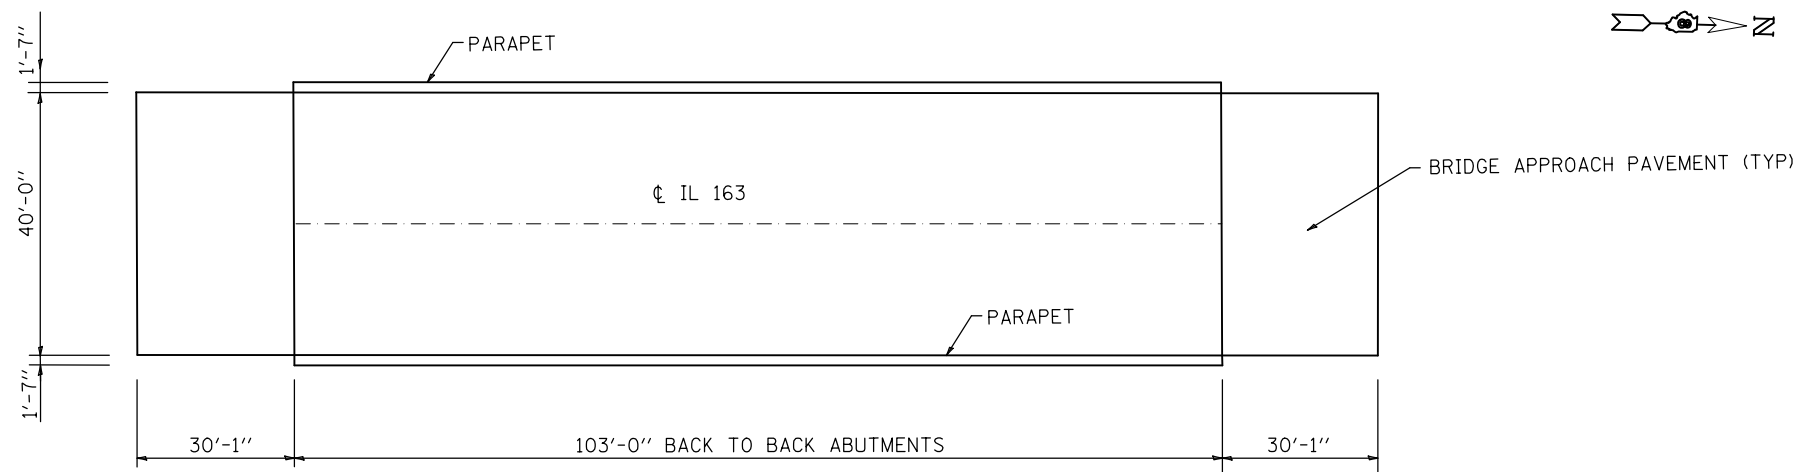 N
1'-7"
PARAPET
40'-0"
BRIDGE APPROACH PAVEMENT (TYP)
℄ IL 163
PARAPET
1'-7"
30'-1"
103'-0" BACK TO BACK ABUTMENTS
30'-1"